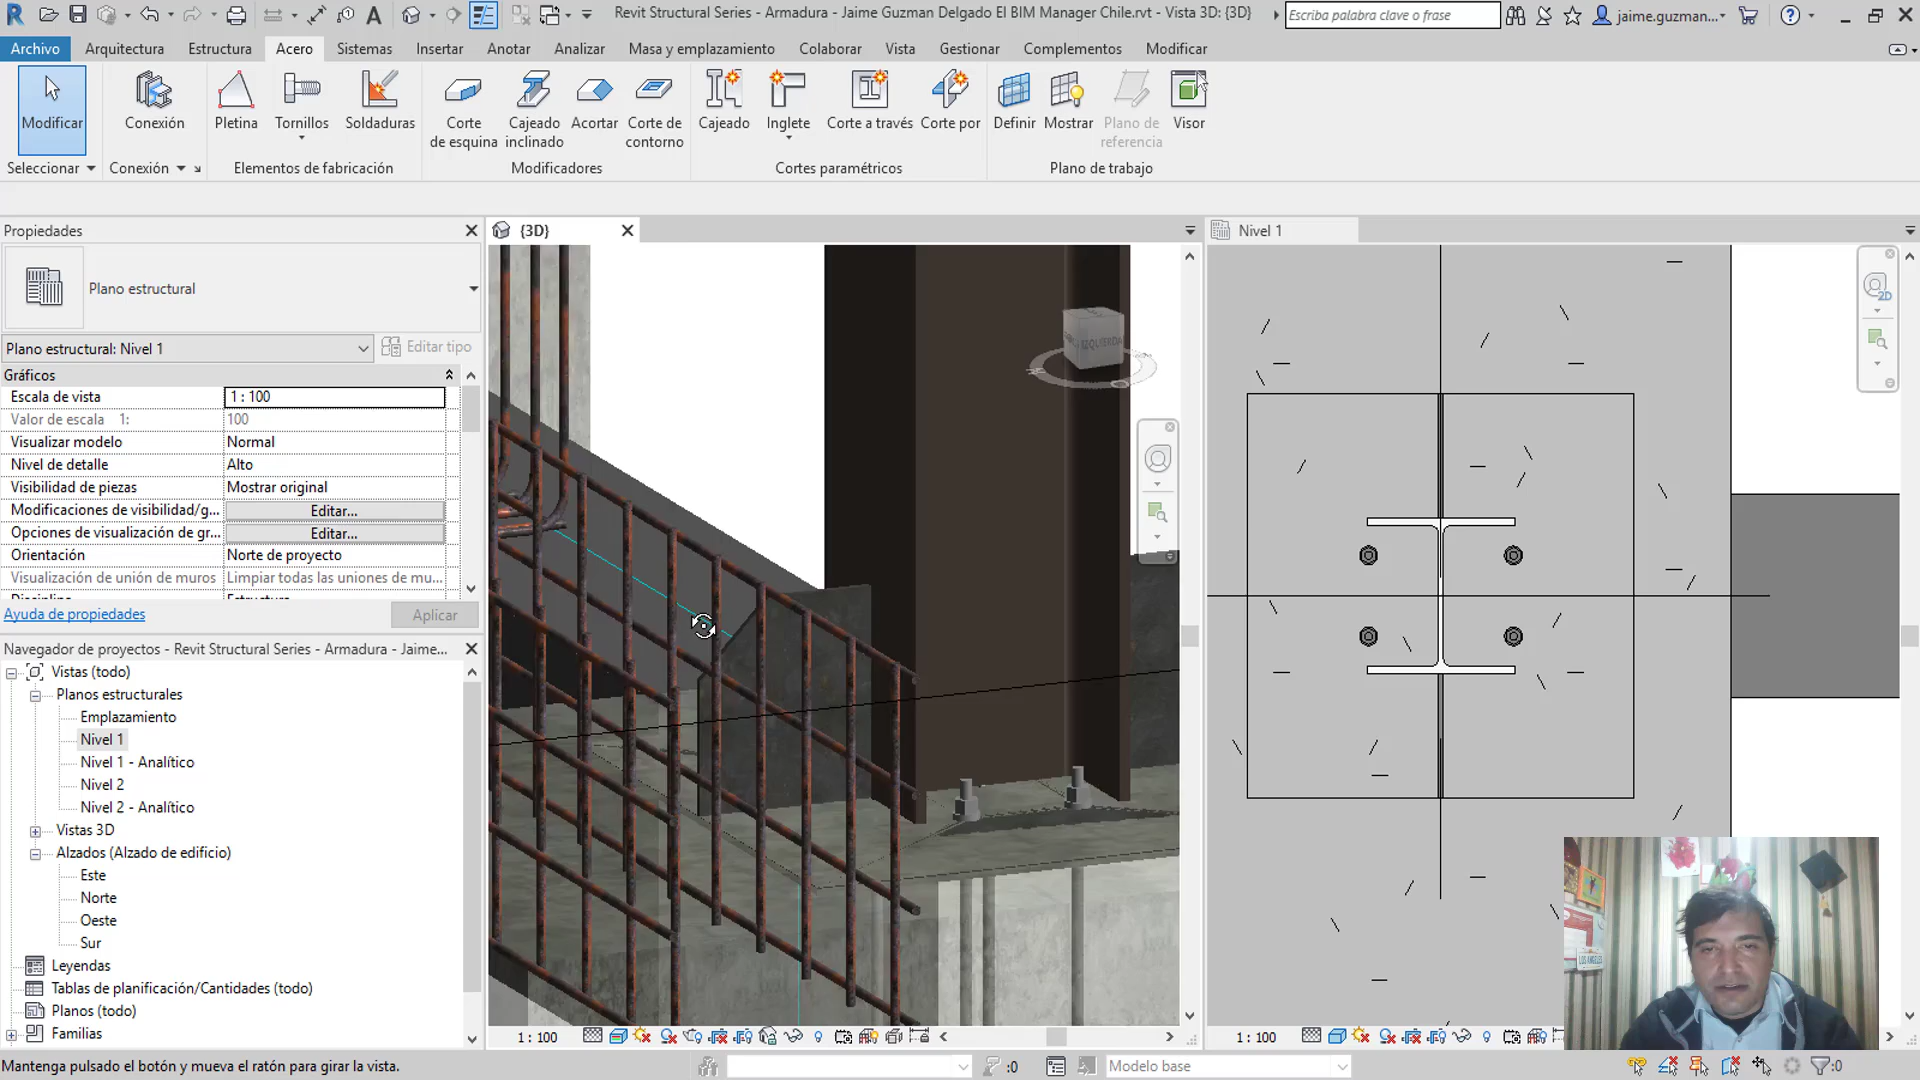 Revit Structural Series - Armadura - Jaime Guzman Delgado El BIM Manager Chile.rvt - Vista 3D: {3D}
Escriba palabra clave o frase
jaime.guzman...
Archivo
Arquitectura
Estructura
Acero
Sistemas
Insertar
Anotar
Analizar
Masa y emplazamiento
Colaborar
Vista
Gestionar
Complementos
Modificar
Modificar
Conexión
Pletina
Tornillos
Soldaduras
Corte de esquina
Cajeado inclinado
Acortar
Corte de contorno
Cajeado
Inglete
Corte a través
Corte por
Definir
Mostrar
Plano de referencia
Visor
Seleccionar
Conexión
Elementos de fabricación
Modificadores
Cortes paramétricos
Plano de trabajo
Propiedades
{3D}
Nivel 1
Plano estructural
Plano estructural: Nivel 1
Editar tipo
Gráficos
Escala de vista 1 : 100
Valor de escala 1: 100
Visualizar modelo Normal
Nivel de detalle Alto
Visibilidad de piezas Mostrar original
Modificaciones de visibilidad/g... Editar...
Opciones de visualización de gr... Editar...
Orientación Norte de proyecto
Visualización de unión de muros Limpiar todas las uniones de mu...
Ayuda de propiedades
Aplicar
Navegador de proyectos - Revit Structural Series - Armadura - Jaime...
Vistas (todo)
Planos estructurales
Emplazamiento
Nivel 1
Nivel 1 - Analítico
Nivel 2
Nivel 2 - Analítico
Vistas 3D
Alzados (Alzado de edificio)
Este
Norte
Oeste
Sur
Leyendas
Tablas de planificación/Cantidades (todo)
Planos (todo)
Familias
IZQUIERDA
2D
LOS ANGELES
1 : 100
1 : 100
Mantenga pulsado el botón y mueva el ratón para girar la vista.
:0
Modelo base
:0